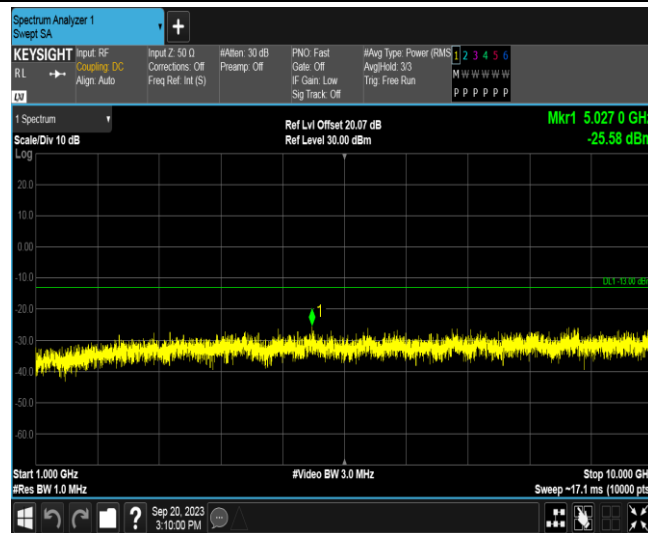 Spectrum Analyzer 1
Swept SA
+
KEYSIGHT
RL
LXI
Input: RF
Coupling: DC
Align: Auto
Input Z: 50 Ω
Corrections: Off
Freq Ref: Int (S)
#Atten: 30 dB
Preamp: Off
PNO: Fast
Gate: Off
IF Gain: Low
Sig Track: Off
#Avg Type: Power (RMS
Avg|Hold: 3/3
Trig: Free Run
1 2 3 4 5 6
M W W W W W
P P P P P P
1 Spectrum
Scale/Div 10 dB
Log
Ref Lvl Offset 20.07 dB
Ref Level 30.00 dBm
Mkr1 5.027 0 GHz
-25.58 dBm
20.0
10.0
0.00
-10.0
DL1 -13.00 dBm
-20.0
1
-30.0
-40.0
-50.0
-60.0
Start 1.000 GHz
#Res BW 1.0 MHz
#Video BW 3.0 MHz
Stop 10.000 GH
Sweep ~17.1 ms (10000 pts
?
Sep 20, 2023
3:10:00 PM